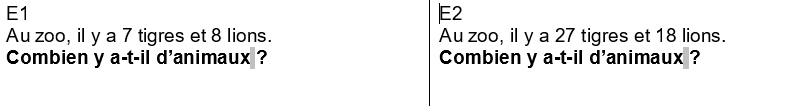 E1
Au zoo, il y a 7 tigres et 8 lions.
Combien y a-t-il d’animaux ?
E2
Au zoo, il y a 27 tigres et 18 lions.
Combien y a-t-il d’animaux ?